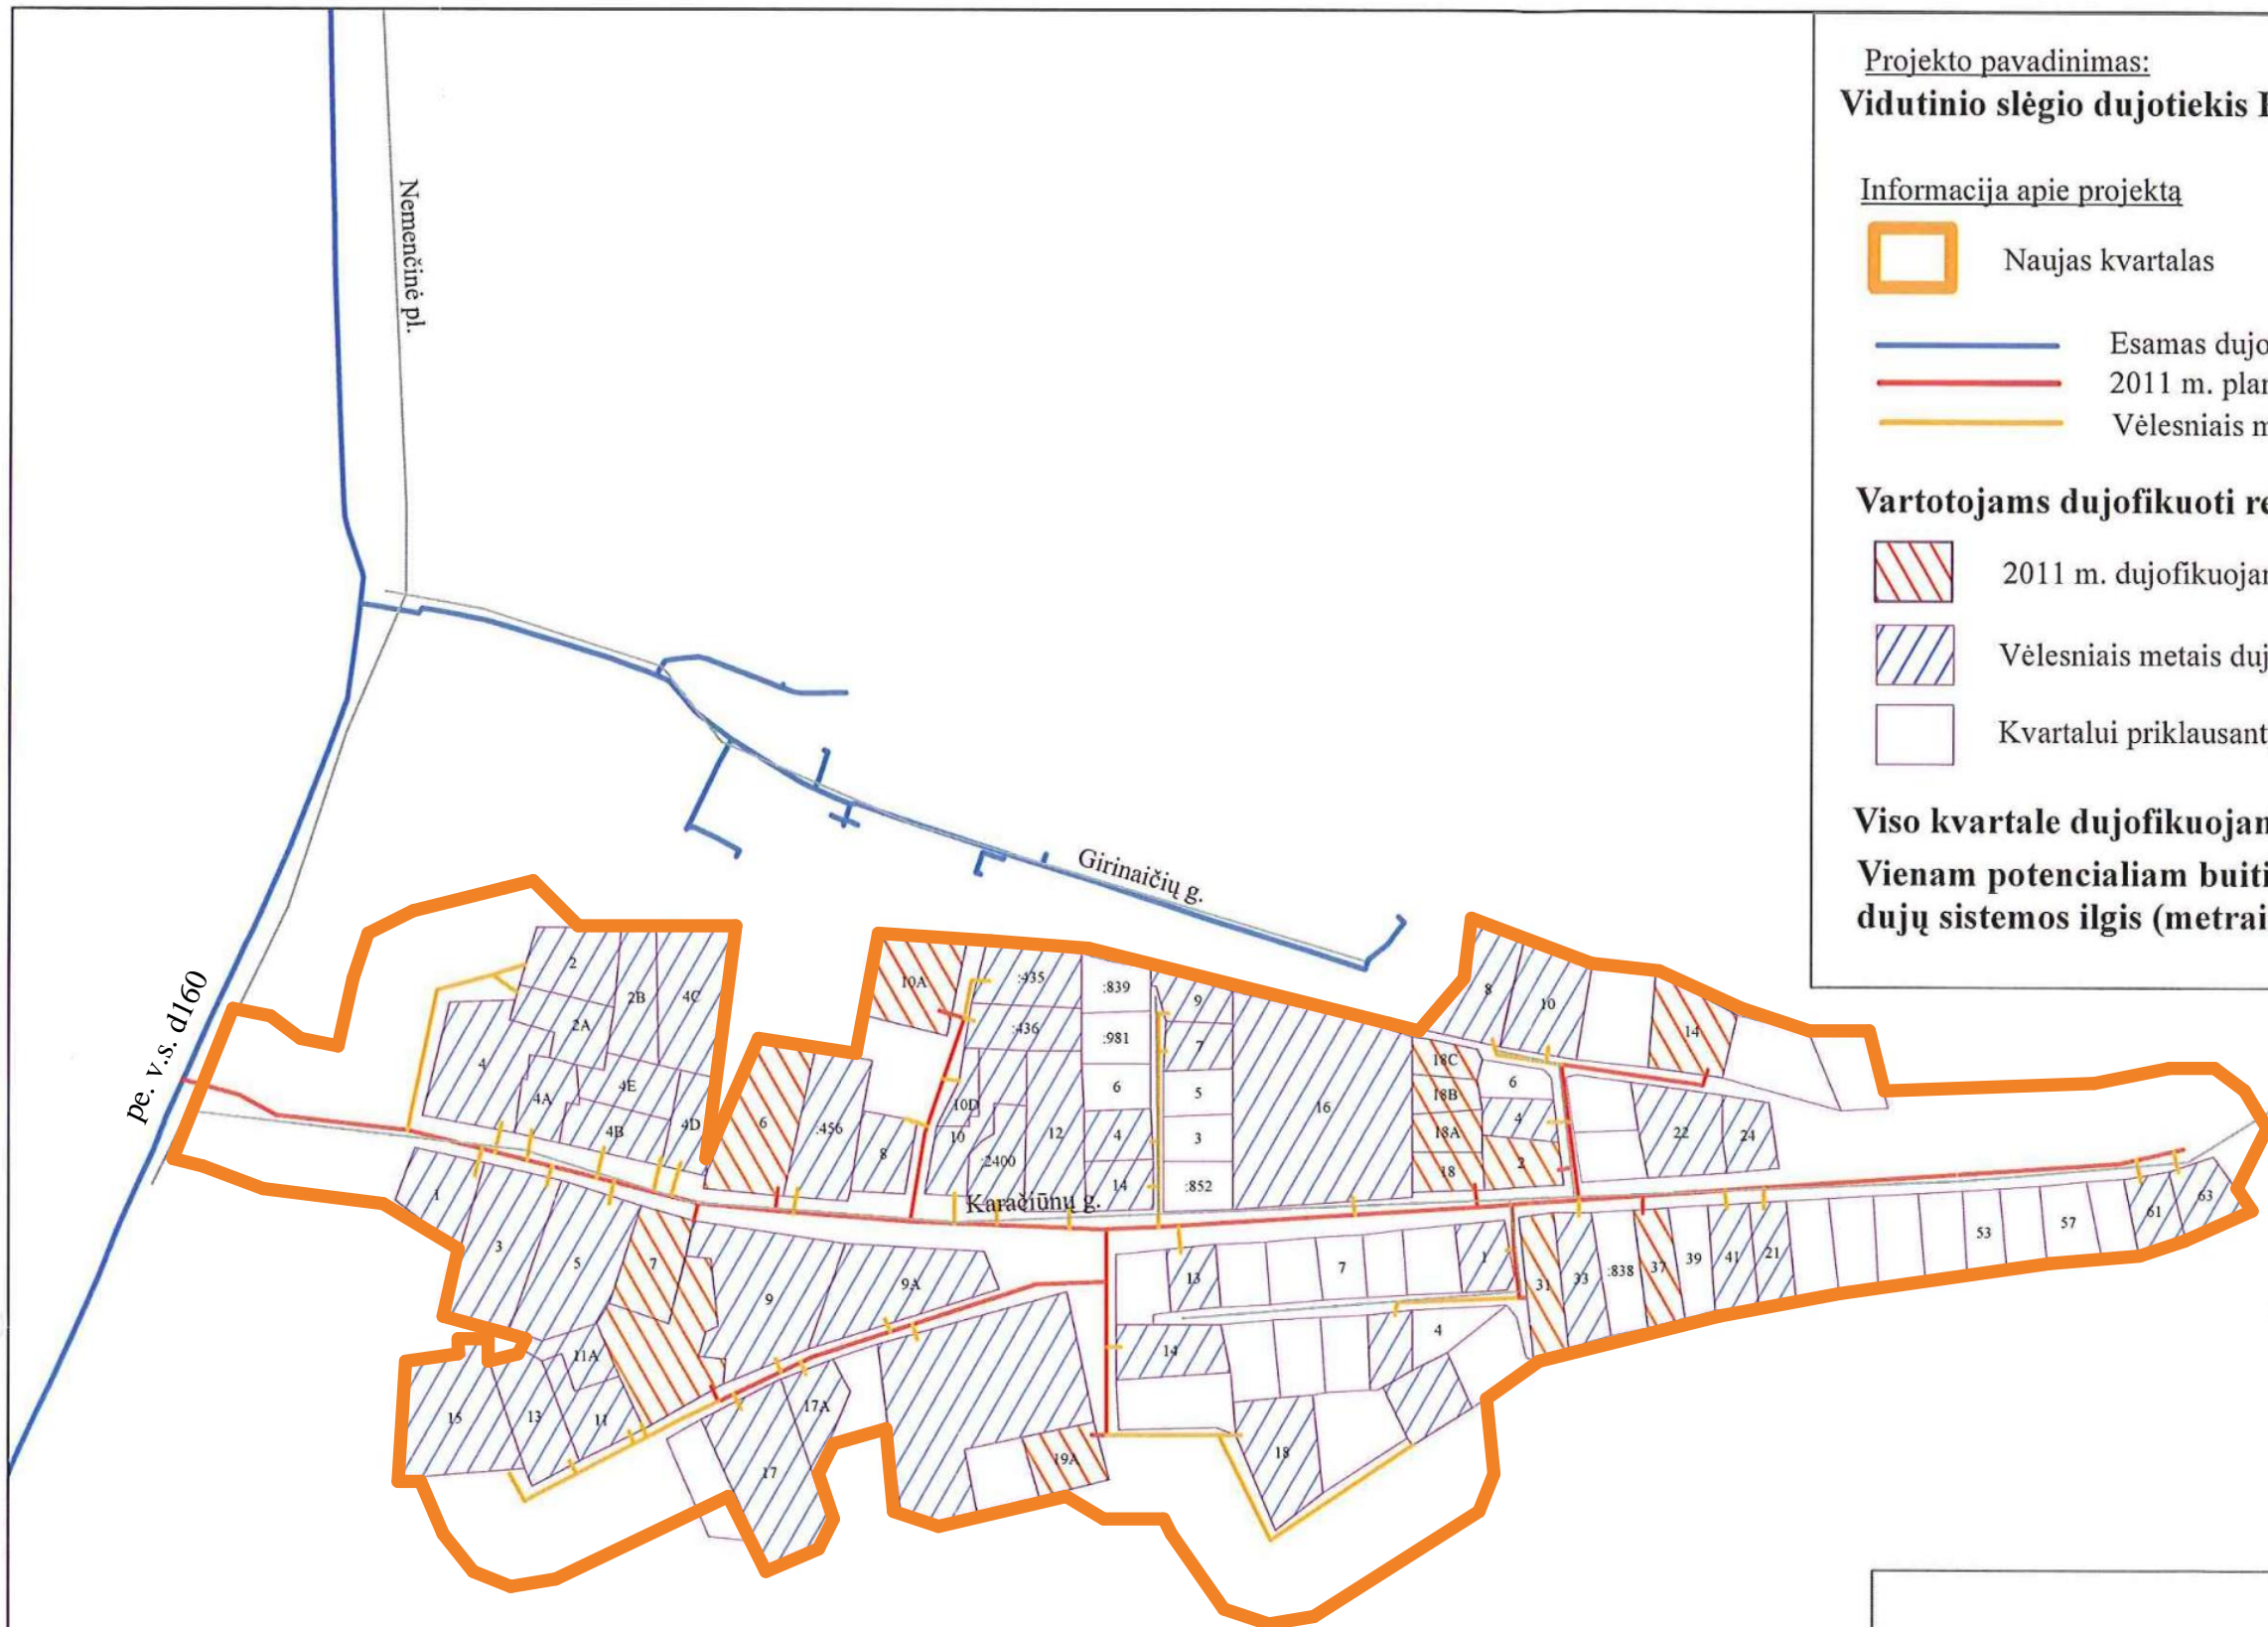 Projekto pavadinimas:
Vidutinio slėgio dujotiekis
Informacija apie projektą
Naujas kvartalas
Esamas dujo
2011 m. plan
Vėlesniais m
Vartotojams dujofikuoti re
2011 m. dujofikuojam
Vėlesniais metais duj
Kvartalui priklausant
Viso kvartale dujofikuojam
Vienam potencialiam buiti
dujų sistemos ilgis (metrai
Nemenčinė pl.
Girinaičių g.
pe. v.s. d160
Karačiūnų g.
2
2B
4C
2A
4
4A
4E
4B
4D
10A
:435
:839
9
:436
:981
7
6
5
10D
10
12
4
3
:2400
14
:852
6
:456
8
16
8
10
14
18C
18B
18A
18
6
4
2
22
24
1
3
5
7
9
9A
11A
15
13
11
17A
17
19A
13
7
1
14
4
18
31
33
:838
37
39
41
21
53
57
61
63